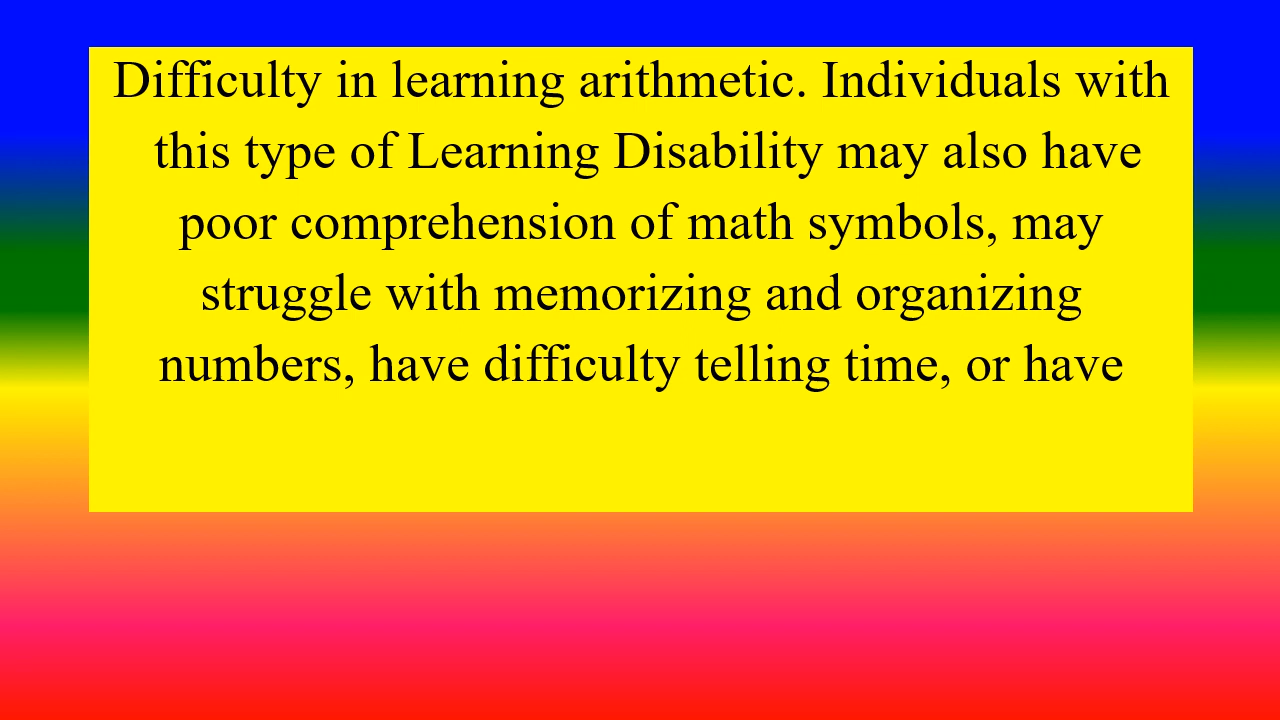 Difficulty in learning arithmetic. Individuals with
this type of Learning Disability may also have
poor comprehension of math symbols, may
struggle with memorizing and organizing
numbers, have difficulty telling time, or have